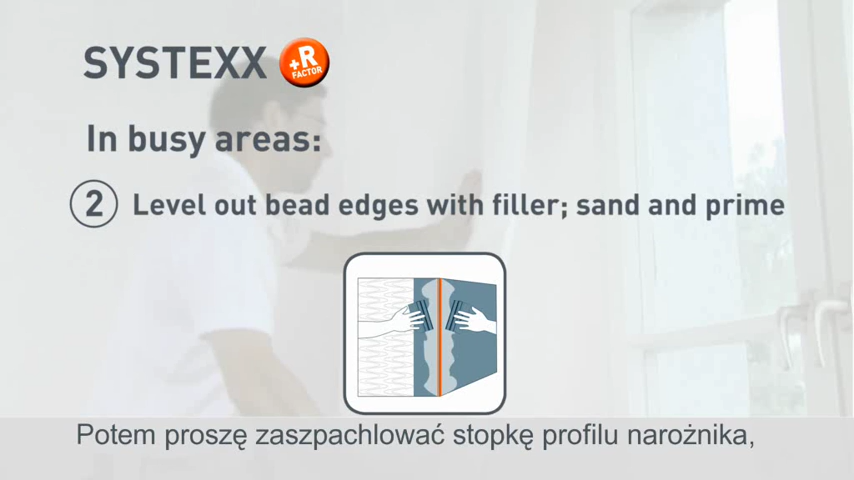 SYSTEXX +R FACTOR
In busy areas:
2 Level out bead edges with filler; sand and prime
Potem proszę zaszpachlować stopkę profilu narożnika,